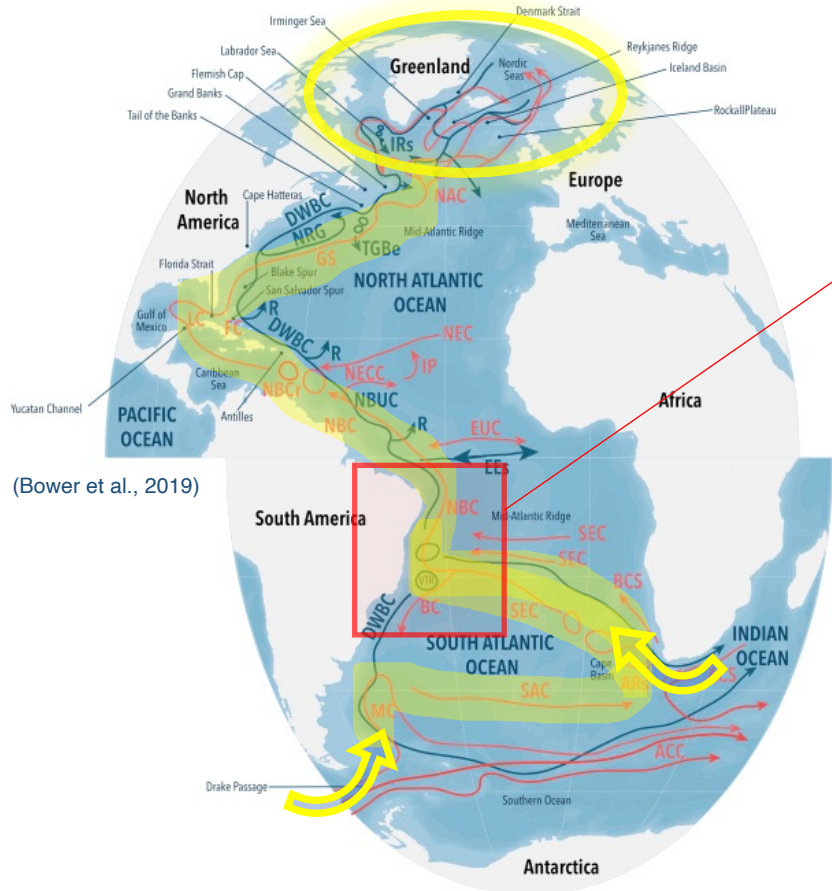 Denmark Strait
Irminger Sea
Reykjanes Ridge
Labrador Sea
Greenland
Nordic
Seas
Iceland Basin
Flemish Cap
Grand Banks
RockallPlateau
Tail of the Banks
IRs
Europe
North
America
Cape Hatteras
DWBC
NAC
Mediterranean
Sea
NRG
Mid-Atlantic Ridge
TGBe
GS
Florida Strait
Blake Spur
NORTH ATLANTIC
OCEAN
San Salvador Spur
Gulf of
Mexico
LC
FC
R
DWBC
R
NEC
Caribbean
Sea
NECC
IP
NBCr
NBUC
Yucatan Channel
Antilles
Africa
PACIFIC
OCEAN
NBC
R
EUC
EEs
(Bower et al., 2019)
South America
NBC
Mid-Atlantic Ridge
SEC
SEC
VTR
BCS
BC
SEC
DWBC
SOUTH ATLANTIC
OCEAN
INDIAN
OCEAN
Cape
Basin
SAC
CS
MC
ACC
Drake Passage
Southern Ocean
Antarctica